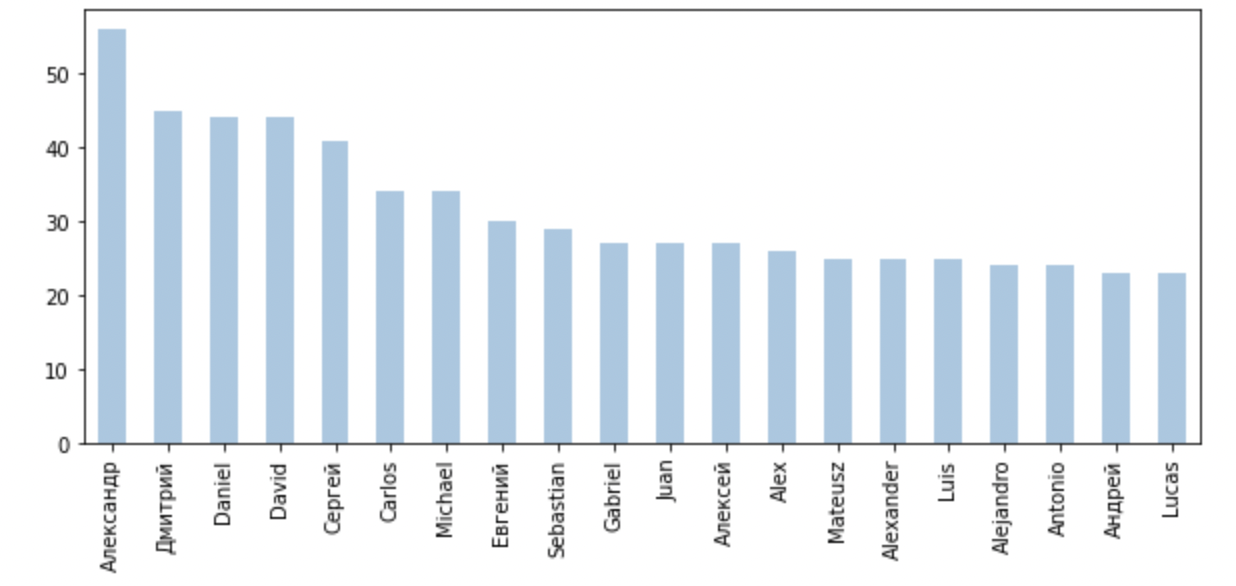 50
40
30
20
10
0
Александр
Дмитрий
Daniel
David
Сергей
Carlos
Michael
Евгений
Sebastian
Gabriel
Juan
Алексей
Alex
Mateusz
Alexander
Luis
Alejandro
Antonio
Андрей
Lucas